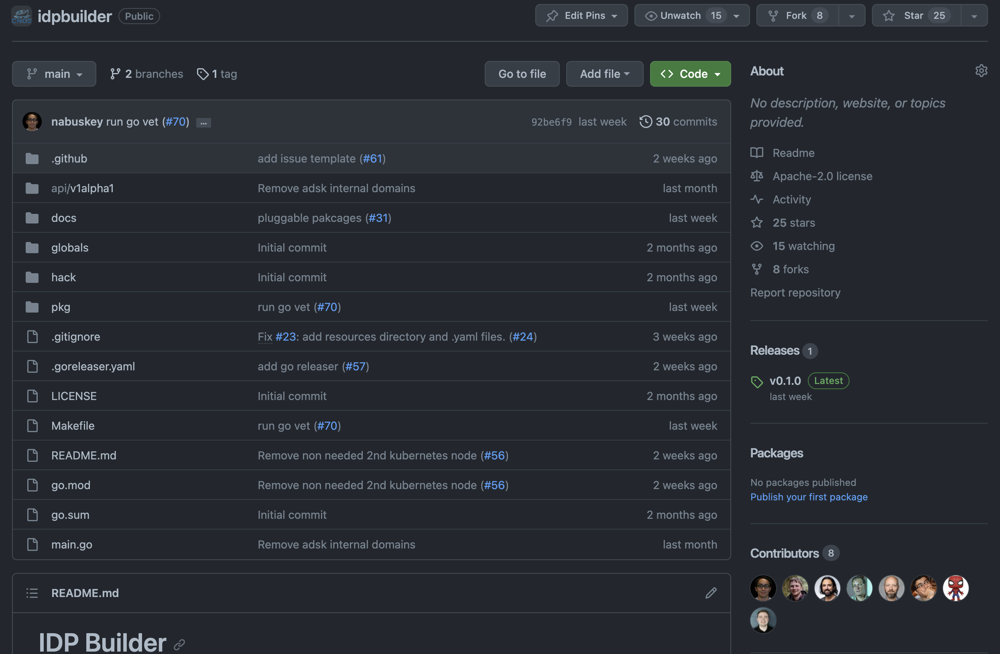 CNOE
idpbuilder Public
Edit Pins Unwatch 15 Fork 8 Star 25
main 2 branches 1 tag Go to file Add file <> Code
nabuskey run go vet (#70) ... 92be6f9 last week 30 commits
.github add issue template (#61) 2 weeks ago
api/v1alpha1 Remove adsk internal domains last month
docs pluggable pakcages (#31) last week
globals Initial commit 2 months ago
hack Initial commit 2 months ago
pkg run go vet (#70) last week
.gitignore Fix #23: add resources directory and .yaml files. (#24) 3 weeks ago
.goreleaser.yaml add go releaser (#57) 2 weeks ago
LICENSE Initial commit 2 months ago
Makefile run go vet (#70) last week
README.md Remove non needed 2nd kubernetes node (#56) 2 weeks ago
go.mod Remove non needed 2nd kubernetes node (#56) 2 weeks ago
go.sum Initial commit 2 months ago
main.go Remove adsk internal domains last month
README.md
IDP Builder
About
No description, website, or topics
provided.
Readme
Apache-2.0 license
Activity
25 stars
15 watching
8 forks
Report repository
Releases 1
v0.1.0 Latest
last week
Packages
No packages published
Publish your first package
Contributors 8